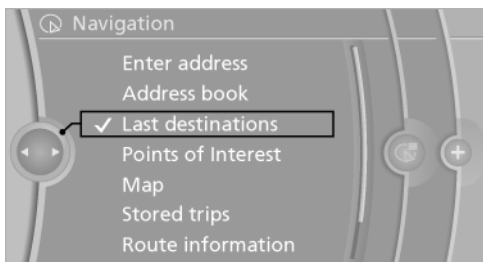 Navigation
Enter address
Address book
Last destinations
Points of Interest
Map
Stored trips
Route information